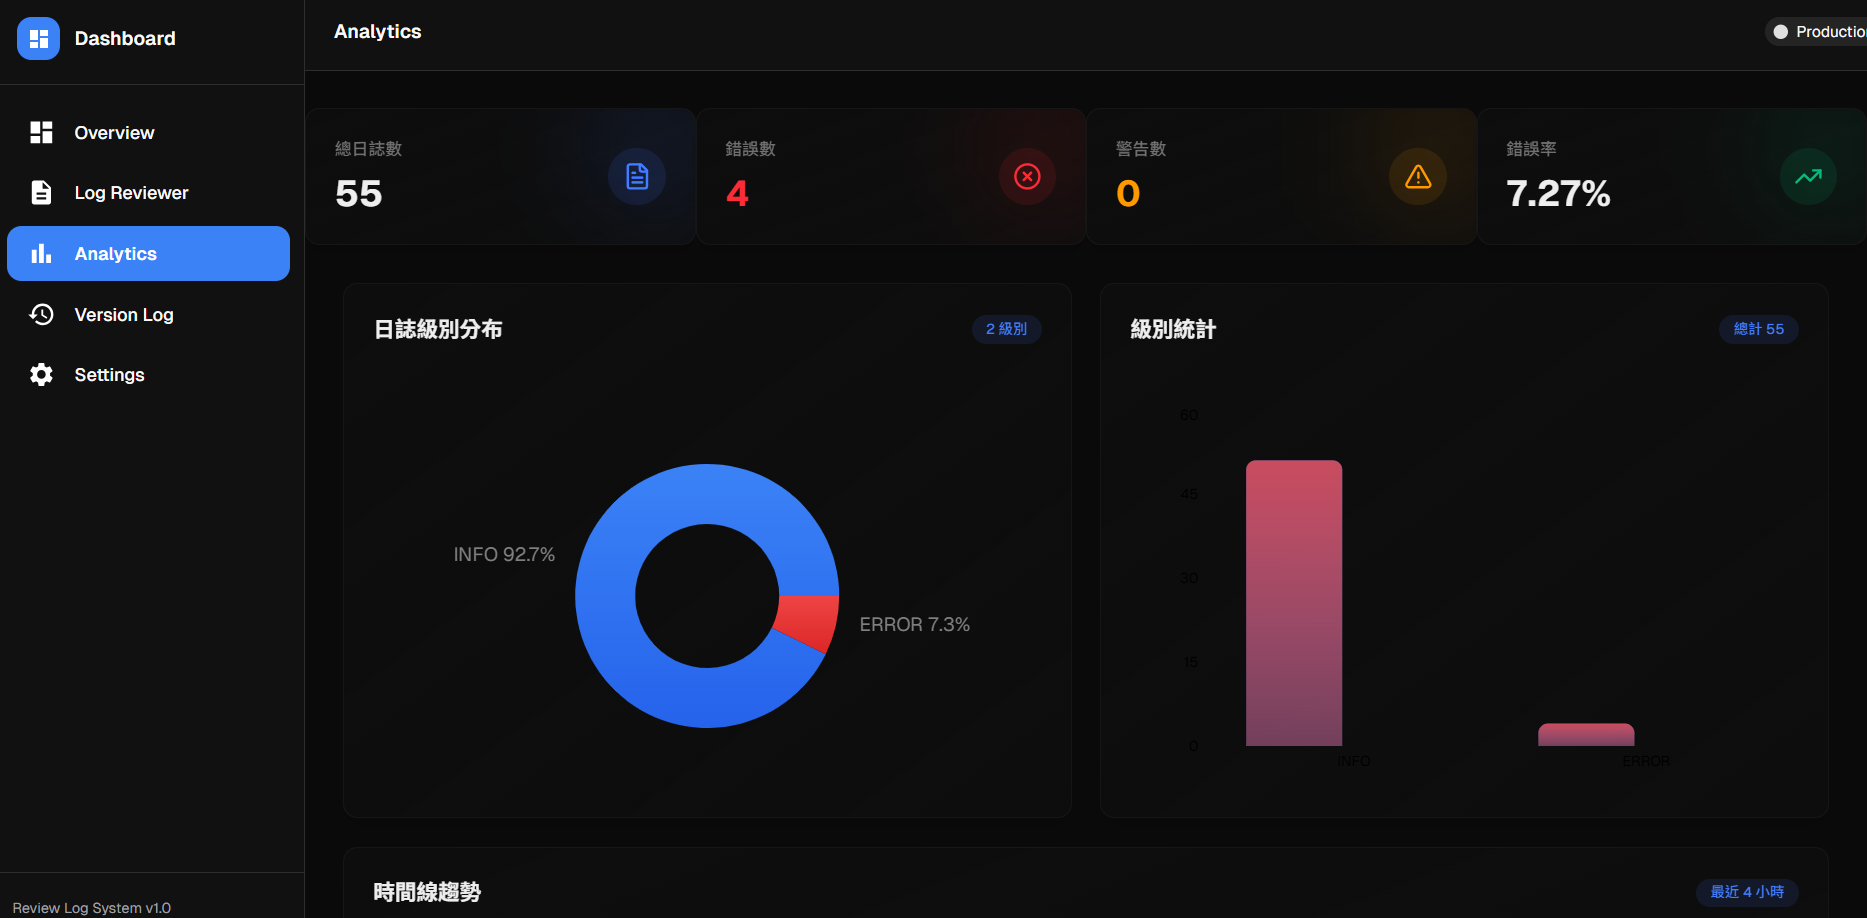 Dashboard
Overview
Log Reviewer
Analytics
Version Log
Settings
Review Log System v1.0
Analytics
Productio
總日誌數
55
錯誤數
4
警告數
0
錯誤率
7.27%
日誌級別分布
2 級別
INFO 92.7%
ERROR 7.3%
級別統計
總計 55
60
45
30
15
0
INFO
ERROR
時間線趨勢
最近 4 小時